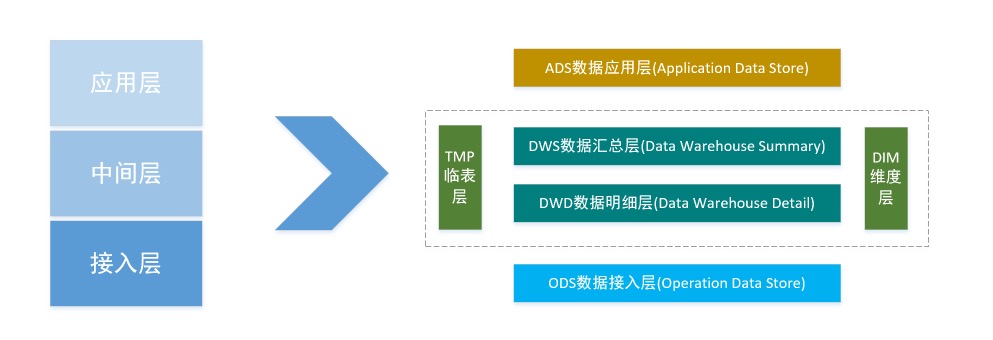 应用层
中间层
接入层
ADS数据应用层(Application Data Store)
TMP
临表
层
DWS数据汇总层(Data Warehouse Summary)
DWD数据明细层(Data Warehouse Detail)
DIM
维度
层
ODS数据接入层(Operation Data Store)